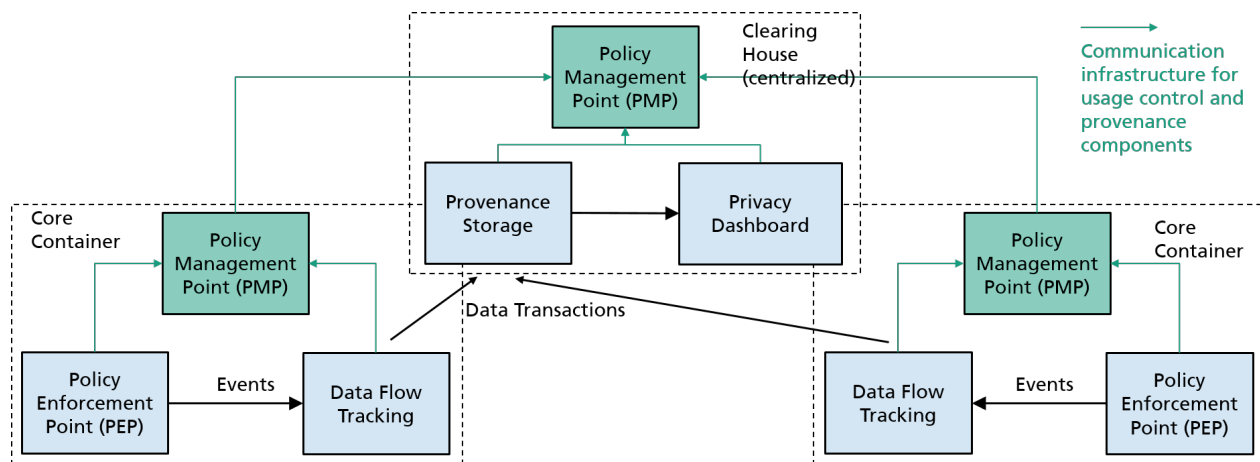 Policy
Management
Point (PMP)
Clearing
House
(centralized)
Communication
infrastructure for
usage control and
provenance
components
Provenance
Storage
Privacy
Dashboard
Core
Container
Policy
Management
Point (PMP)
Policy
Management
Point (PMP)
Core
Container
Data Transactions
Policy
Enforcement
Point (PEP)
Events
Data Flow
Tracking
Data Flow
Tracking
Events
Policy
Enforcement
Point (PEP)